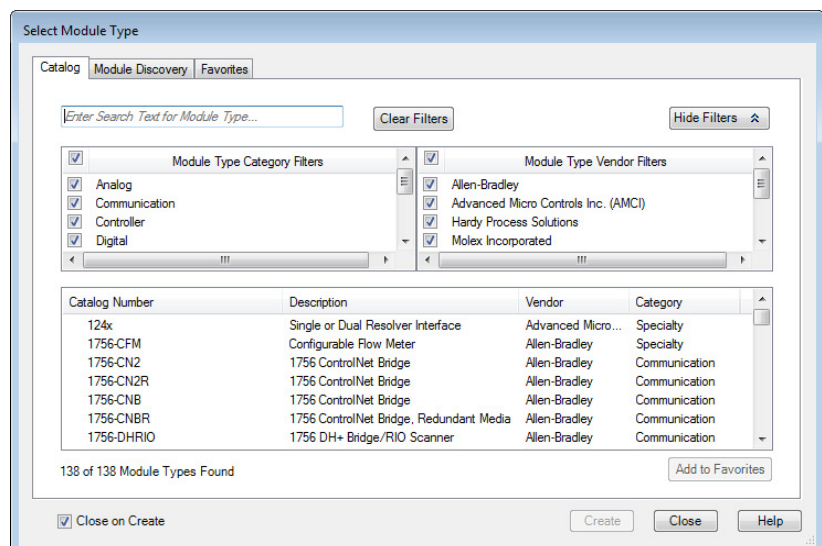 Select Module Type
Catalog Module Discovery Favorites
Enter Search Text for Module Type...
Clear Filters
Hide Filters
Module Type Category Filters
Module Type Vendor Filters
Analog
Allen-Bradley
Communication
Advanced Micro Controls Inc. (AMCI)
Controller
Hardy Process Solutions
Digital
Molex Incorporated
Catalog Number Description Vendor Category
124x Single or Dual Resolver Interface Advanced Micro... Specialty
1756-CFM Configurable Flow Meter Allen-Bradley Specialty
1756-CN2 1756 ControlNet Bridge Allen-Bradley Communication
1756-CN2R 1756 ControlNet Bridge Allen-Bradley Communication
1756-CNB 1756 ControlNet Bridge Allen-Bradley Communication
1756-CNBR 1756 ControlNet Bridge, Redundant Media Allen-Bradley Communication
1756-DHRIO 1756 DH+ Bridge/RIO Scanner Allen-Bradley Communication
138 of 138 Module Types Found
Add to Favorites
Close on Create
Create
Close
Help